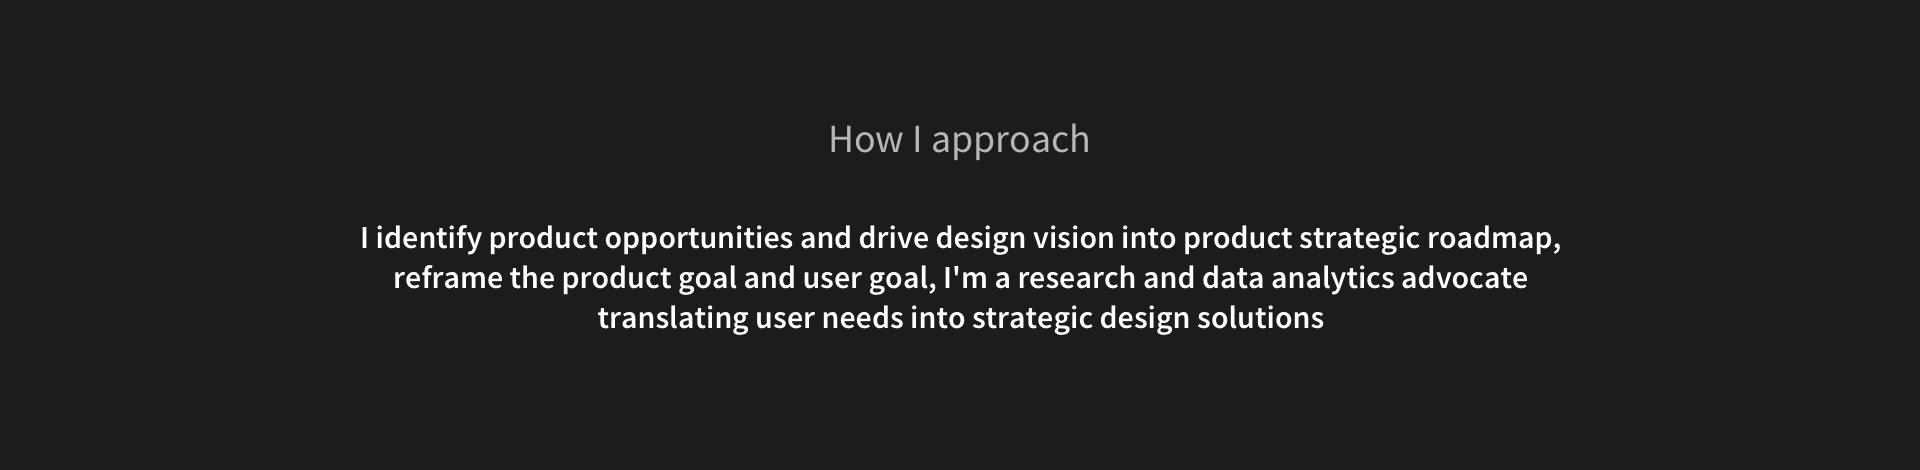 How I approach
I identify product opportunities and drive design vision into product strategic roadmap,
reframe the product goal and user goal, I'm a research and data analytics advocate
translating user needs into strategic design solutions